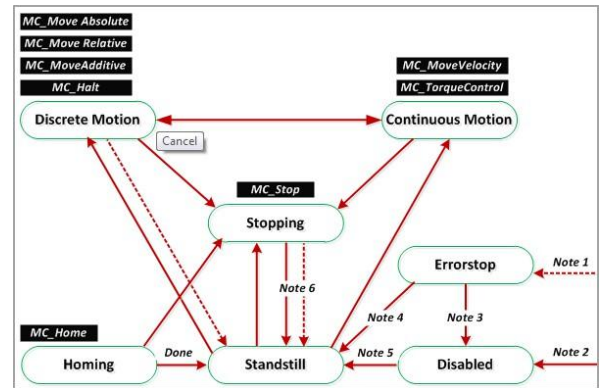 MC_Move Absolute
MC_Move Relative
MC_MoveAdditive
MC_Halt
Discrete Motion
MC_MoveVelocity
MC_TorqueControl
Continuous Motion
Cancel
MC_Stop
Stopping
Errorstop
Note 1
Note 6
Note 4
Note 3
MC_Home
Homing
Done
Standstill
Note 5
Disabled
Note 2